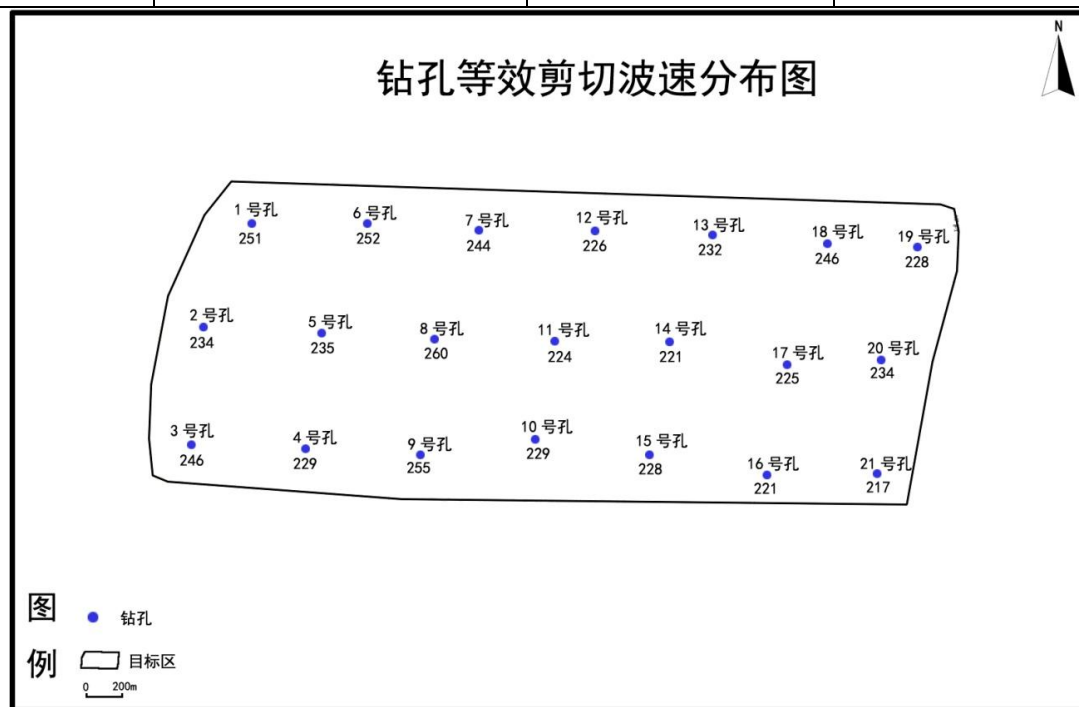 N
钻孔等效剪切波速分布图
1 号孔
251
6 号孔
252
7 号孔
244
12 号孔
226
13 号孔
232
18 号孔
246
19 号孔
228
2 号孔
234
5 号孔
235
8 号孔
260
11 号孔
224
14 号孔
221
17 号孔
225
20 号孔
234
3 号孔
246
4 号孔
229
9 号孔
255
10 号孔
229
15 号孔
228
16 号孔
221
21 号孔
217
图例
钻孔
目标区
0 200m